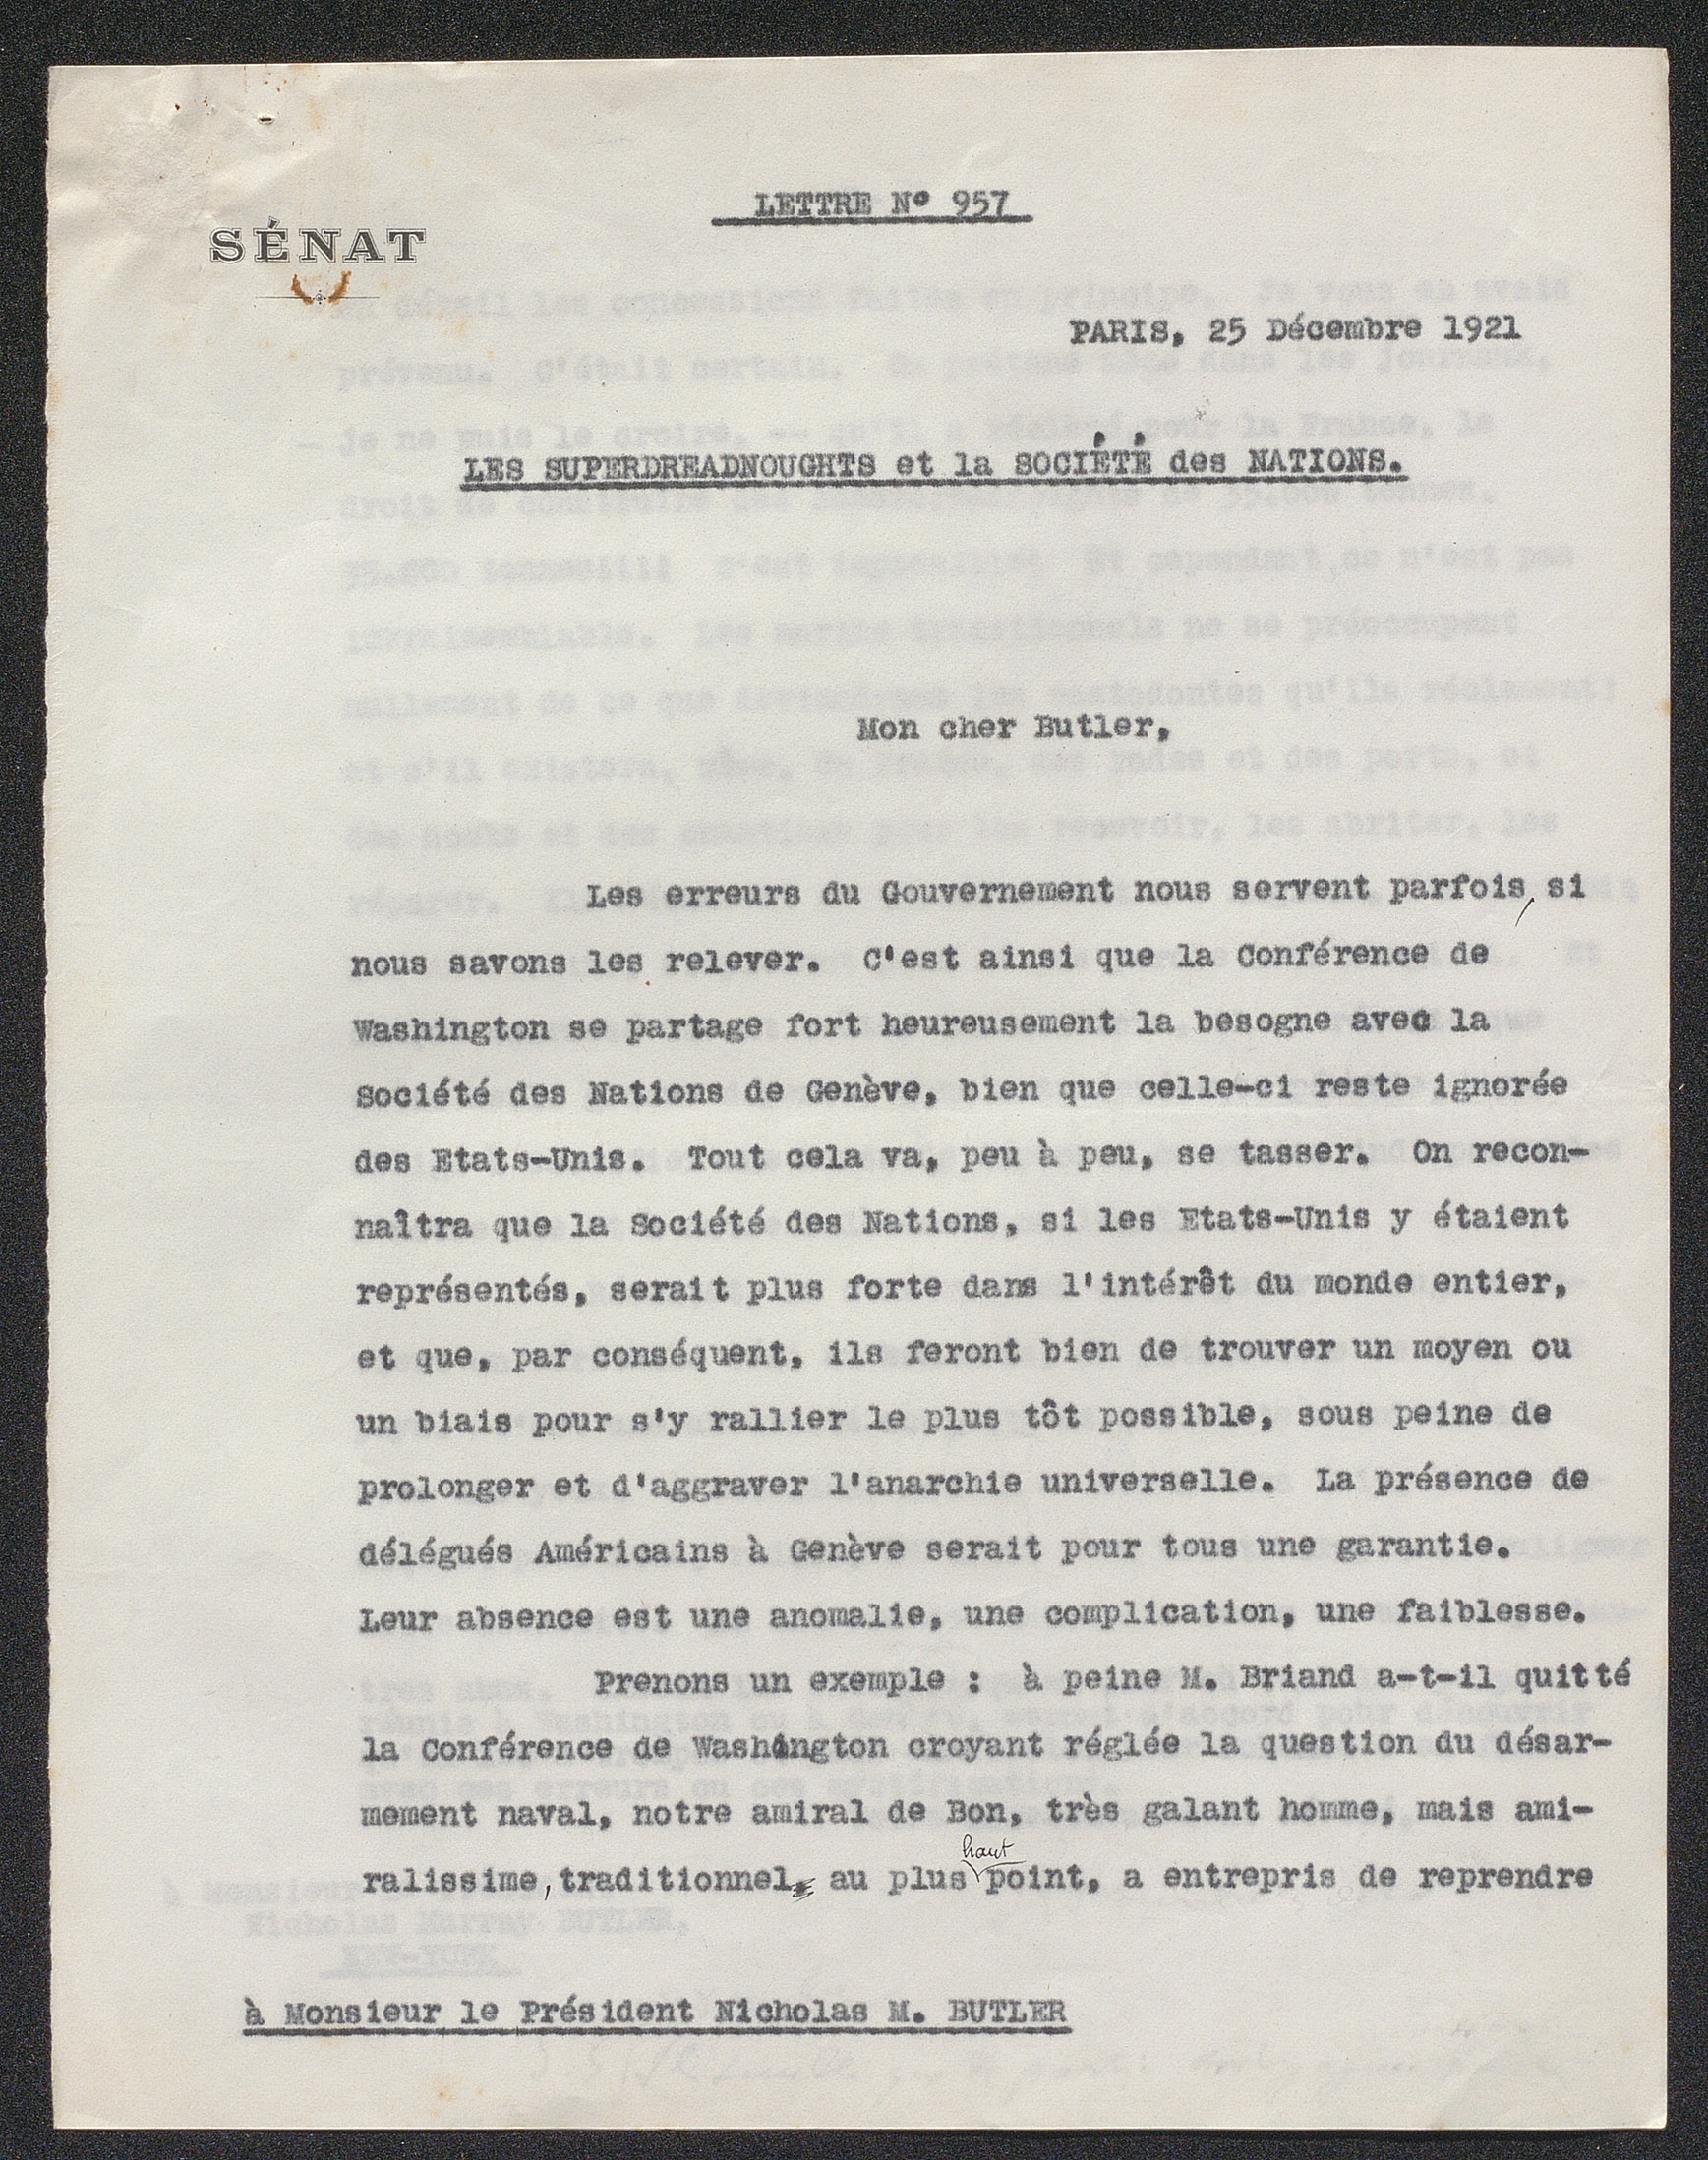 LETTRE Nº 957
SÉNAT
PARIS, 25 Décembre 1921
LES SUPERDREADNOUGHTS et la SOCIÉTÉ des NATIONS.
Mon cher Butler,
Les erreurs du Gouvernement nous servent parfois, si
nous savons les relever. C'est ainsi que la Conférence de
Washington se partage fort heureusement la besogne avec la
Société des Nations de Genève, bien que celle-ci reste ignorée
des Etats-Unis. Tout cela va, peu à peu, se tasser. On recon-
naîtra que la Société des Nations, si les Etats-Unis y étaient
représentés, serait plus forte dans l'intérêt du monde entier,
et que, par conséquent, ils feront bien de trouver un moyen ou
un biais pour s'y rallier le plus tôt possible, sous peine de
prolonger et d'aggraver l'anarchie universelle. La présence de
délégués Américains à Genève serait pour tous une garantie.
Leur absence est une anomalie, une complication, une faiblesse.
Prenons un exemple : à peine M. Briand a-t-il quitté
la Conférence de Washington croyant réglée la question du désar-
mement naval, notre amiral de Bon, très galant homme, mais ami-
ralissime, traditionnel au plus haut point, a entrepris de reprendre
à Monsieur le Président Nicholas M. BUTLER